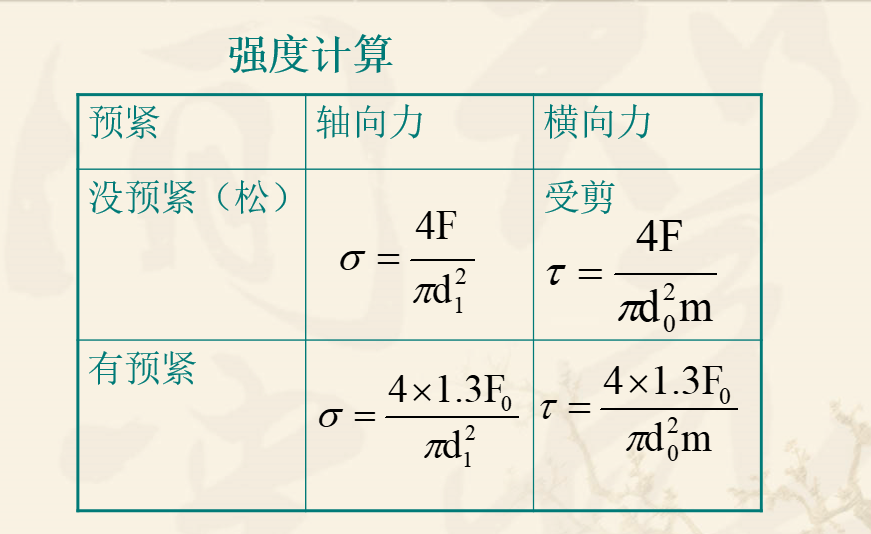 强度计算
预紧 轴向力 横向力
没预紧（松） σ = 4F / πd₁² 受剪 τ = 4F / πd₀²m
有预紧 σ = 4×1.3F₀ / πd₁² τ = 4×1.3F₀ / πd₀²m